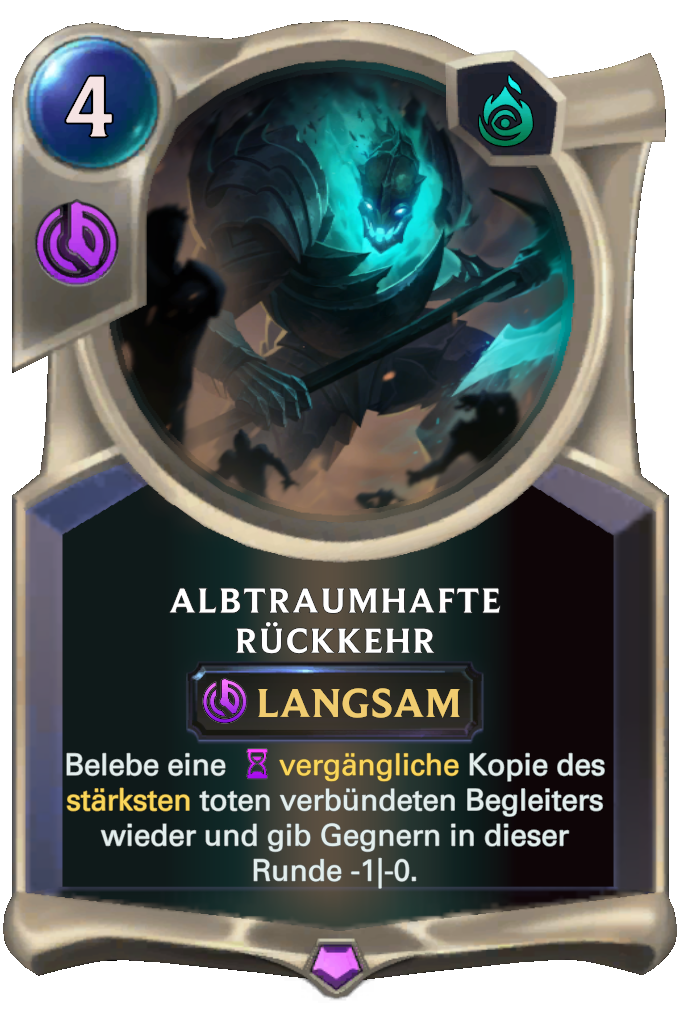 4
ALBTRAUMHAFTE
RÜCKKEHR
LANGSAM
Belebe eine vergängliche Kopie des
stärksten toten verbündeten Begleiters
wieder und gib Gegnern in dieser
Runde -1|-0.